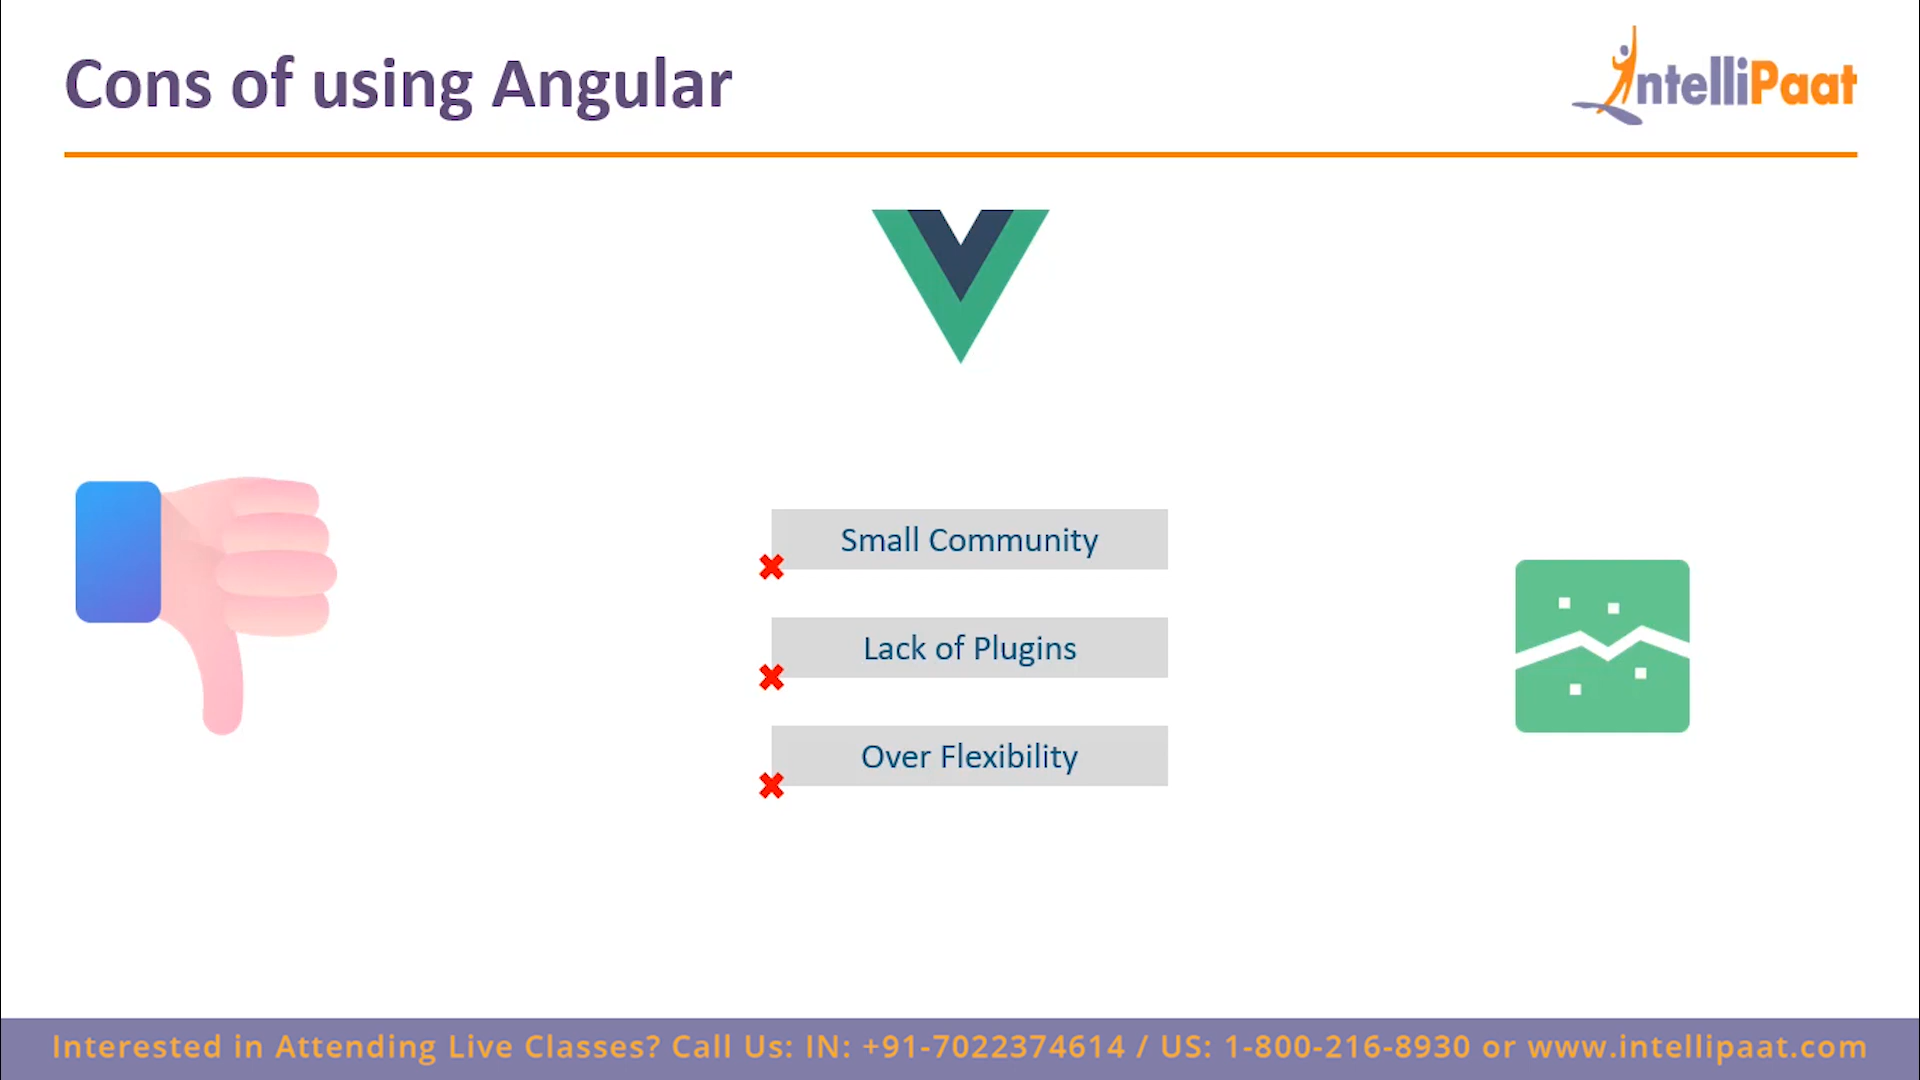 Cons of using Angular
IntelliPaat
Small Community
Lack of Plugins
Over Flexibility
Interested in Attending Live Classes? Call Us: IN: +91-7022374614 / US: 1-800-216-8930 or www.intellipaat.com